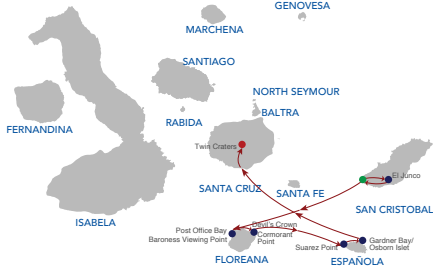 GENOVESA
MARCHENA
SANTIAGO
NORTH SEYMOUR
BALTRA
RABIDA
FERNANDINA
Twin Craters
El Junco
SANTA CRUZ
SANTA FE
SAN CRISTOBAL
ISABELA
Post Office Bay
Baroness Viewing Point
Devil's Crown
Cormorant
Point
Suarez Point
Gardner Bay/
Osborn Islet
FLOREANA
ESPAÑOLA